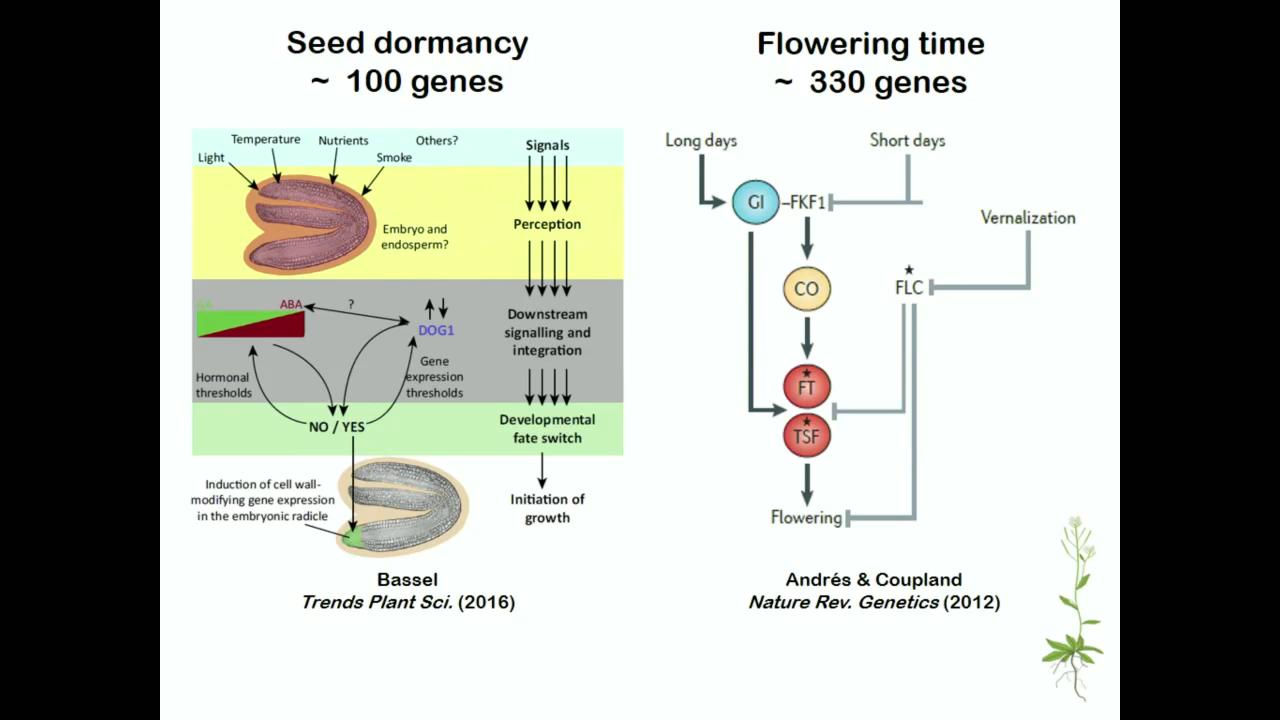 Seed dormancy
~ 100 genes
Temperature
Nutrients
Others?
Light
Smoke
Embryo and
endosperm?
Signals
Perception
GA
ABA
?
DOG1
Downstream
signalling and
integration
Hormonal
thresholds
Gene
expression
thresholds
NO / YES
Developmental
fate switch
Induction of cell wall-
modifying gene expression
in the embryonic radicle
Initiation of
growth
Bassel
Trends Plant Sci. (2016)
Flowering time
~ 330 genes
Long days
Short days
GI
–FKF1
Vernalization
CO
FLC
FT
TSF
Flowering
Andrés & Coupland
Nature Rev. Genetics (2012)